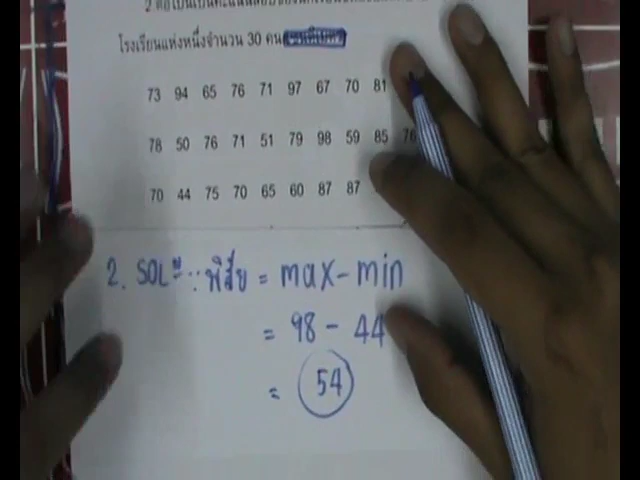 โรงเรียนแห่งหนึ่งจำนวน 30 คน
73 94 65 76 71 97 67 70 81
78 50 76 71 51 79 98 59 85 76
70 44 75 70 65 60 87 87
2. SOLN ∵ พิสัย = max - min
= 98 - 44
= 54